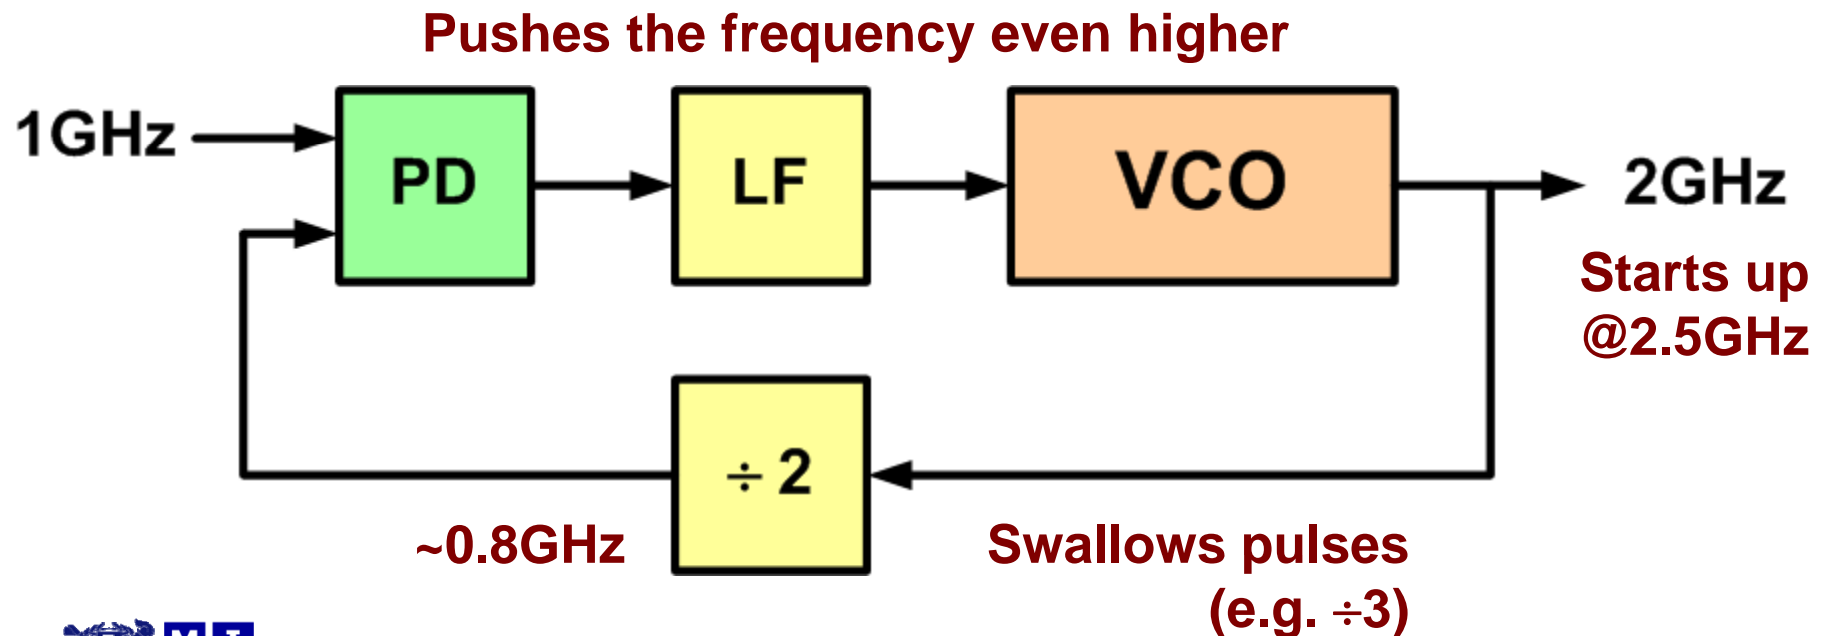 Pushes the frequency even higher
1GHz
PD
LF
VCO
2GHz
Starts up
@2.5GHz
÷ 2
~0.8GHz
Swallows pulses
(e.g. ÷3)